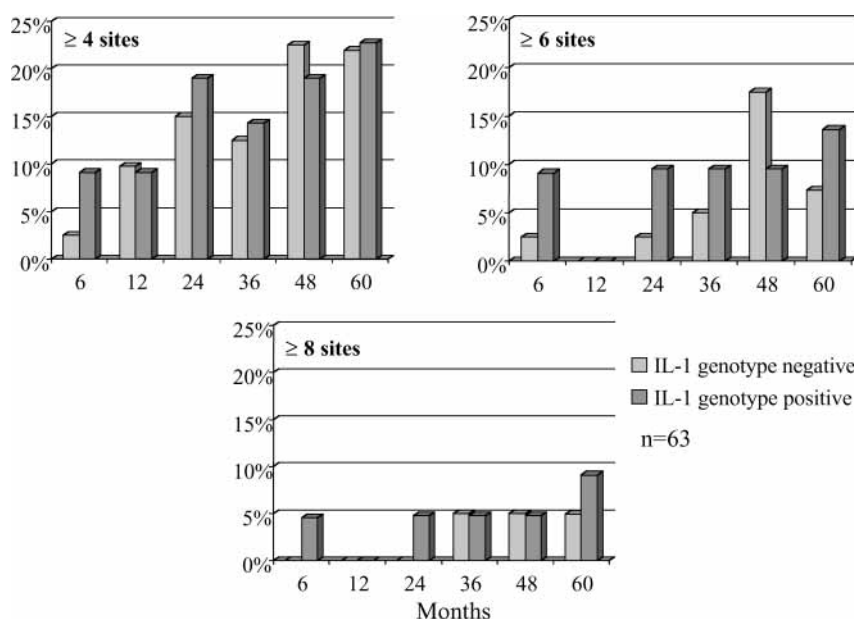 ≥ 4 sites
25%
20%
15%
10%
5%
0%
6 12 24 36 48 60
≥ 6 sites
25%
20%
15%
10%
5%
0%
6 12 24 36 48 60
≥ 8 sites
25%
20%
15%
10%
5%
0%
6 12 24 36 48 60
Months
IL-1 genotype negative
IL-1 genotype positive
n=63